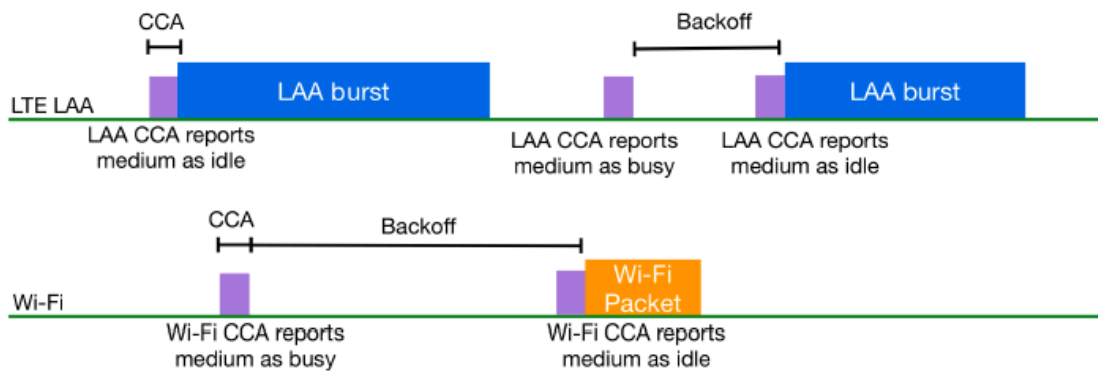 CCA
Backoff
LAA burst
LAA burst
LTE LAA
LAA CCA reports
medium as idle
LAA CCA reports
medium as busy
LAA CCA reports
medium as idle
CCA
Backoff
Wi-Fi
Packet
Wi-Fi
Wi-Fi CCA reports
medium as busy
Wi-Fi CCA reports
medium as idle